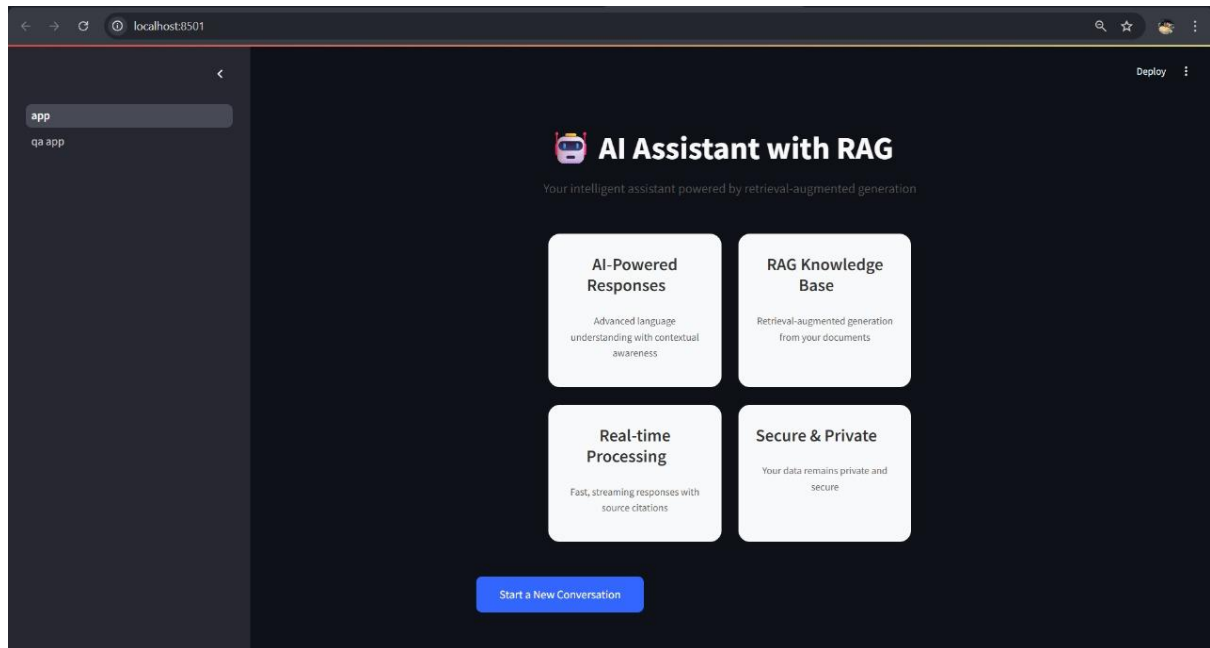 localhost:8501
Deploy
app
qa app
AI Assistant with RAG
Your intelligent assistant powered by retrieval-augmented generation
AI-Powered
Responses
Advanced language
understanding with contextual
awareness
RAG Knowledge
Base
Retrieval-augmented generation
from your documents
Real-time
Processing
Fast, streaming responses with
source citations
Secure & Private
Your data remains private and
secure
Start a New Conversation